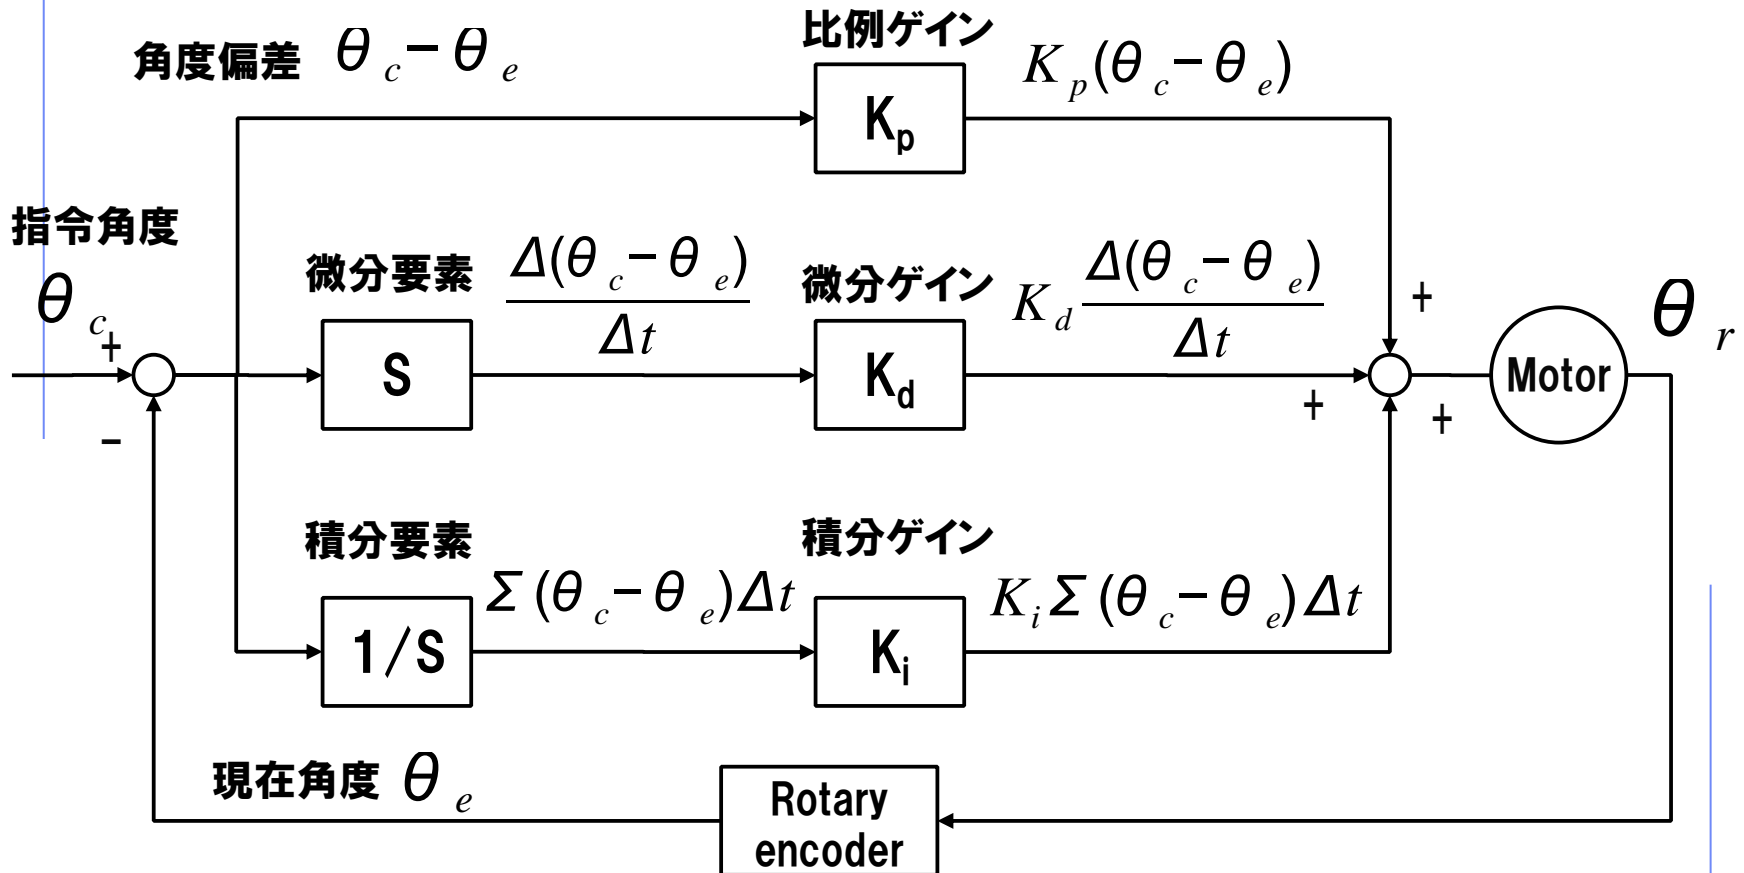 角度偏差 θc−θe
比例ゲイン
Kp(θc−θe)
Kp
指令角度
θc
+
−
微分要素
Δ(θc−θe)
Δt
S
微分ゲイン
Kd Δ(θc−θe)
Δt
Kd
+
+
+
Motor
θr
積分要素
Σ(θc−θe)Δt
1/S
積分ゲイン
KiΣ(θc−θe)Δt
Ki
現在角度 θe
Rotary
encoder